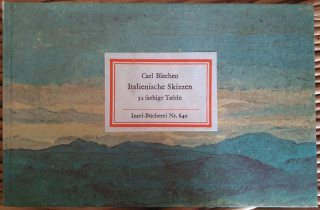 Carl Blechen
Italienische Skizzen
32 farbige Tafeln
Insel-Bücherei Nr. 640